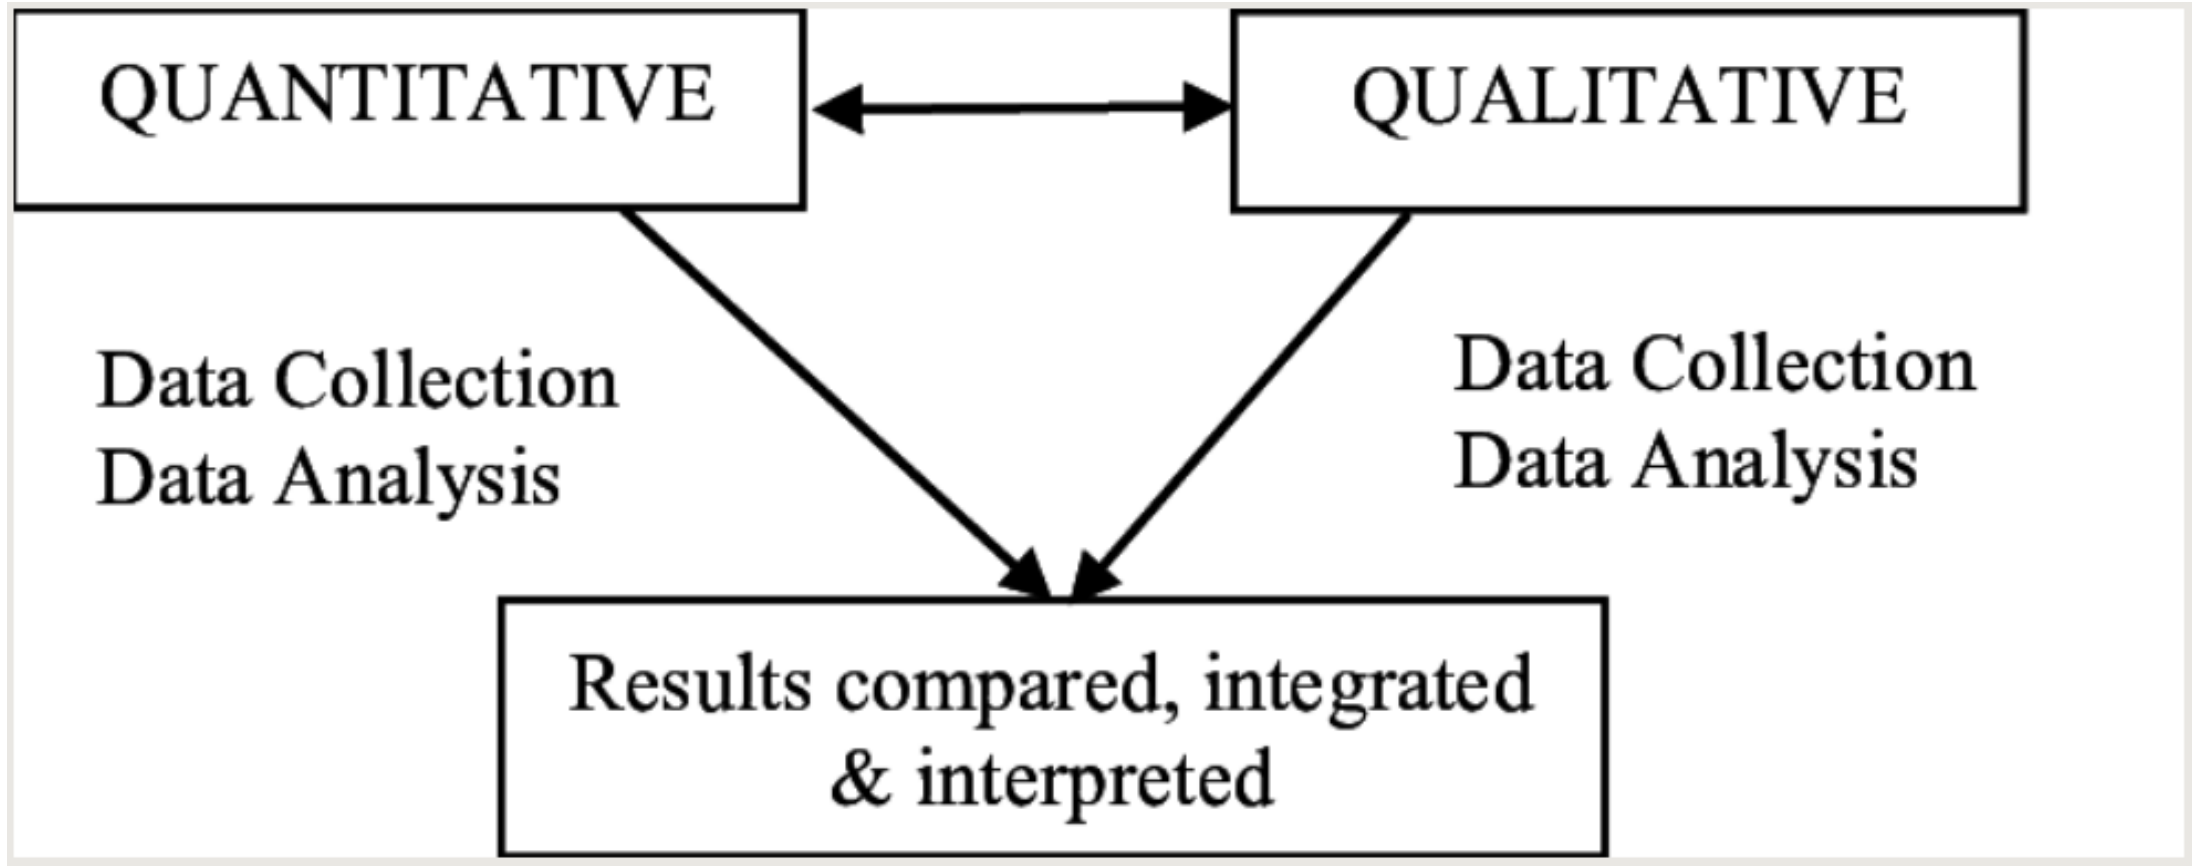 QUANTITATIVE
QUALITATIVE
Data Collection
Data Analysis
Data Collection
Data Analysis
Results compared, integrated
& interpreted